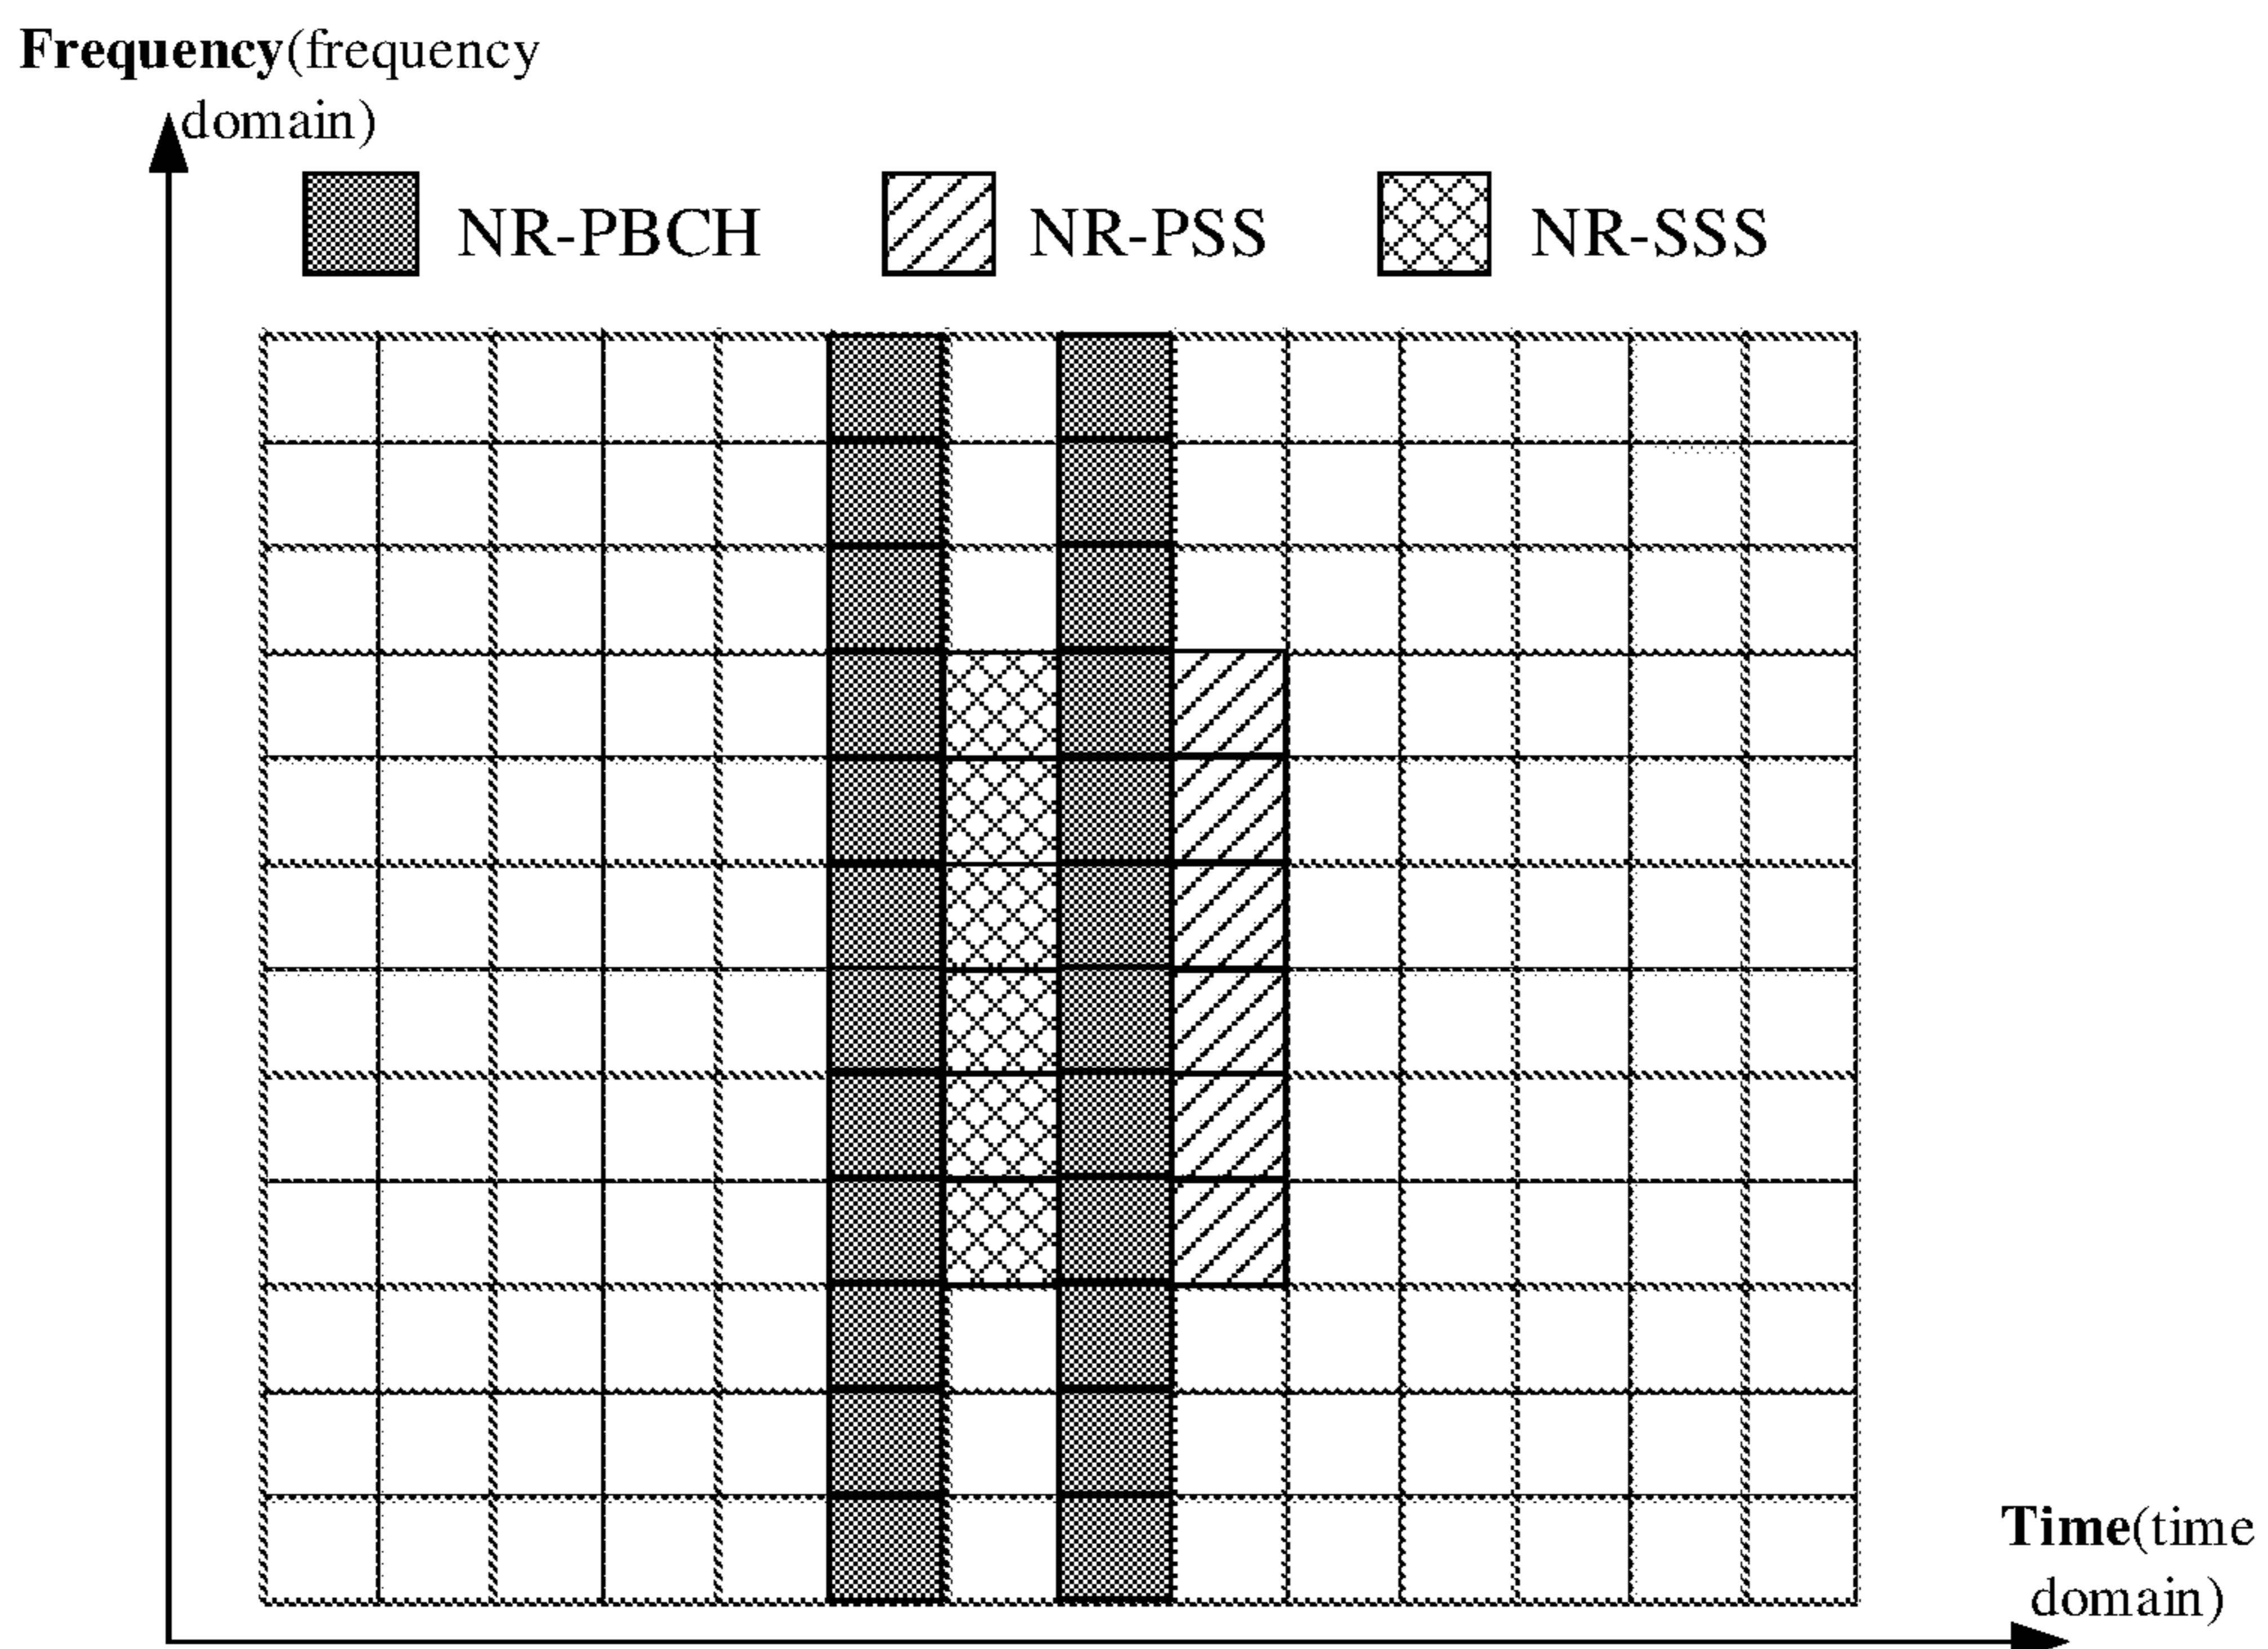 Frequency(frequency
domain)
NR-PBCH NR-PSS NR-SSS
Time(time
domain)